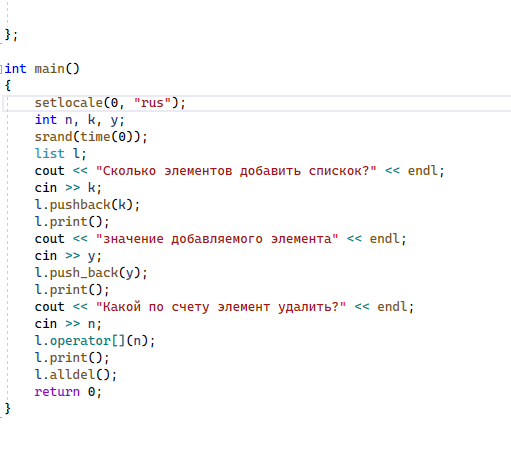 };
int main()
{
setlocale(0, "rus");
int n, k, y;
srand(time(0));
list l;
cout << "Сколько элементов добавить спискок?" << endl;
cin >> k;
l.pushback(k);
l.print();
cout << "значение добавляемого элемента" << endl;
cin >> y;
l.push_back(y);
l.print();
cout << "Какой по счету элемент удалить?" << endl;
cin >> n;
l.operator[](n);
l.print();
l.alldel();
return 0;
}